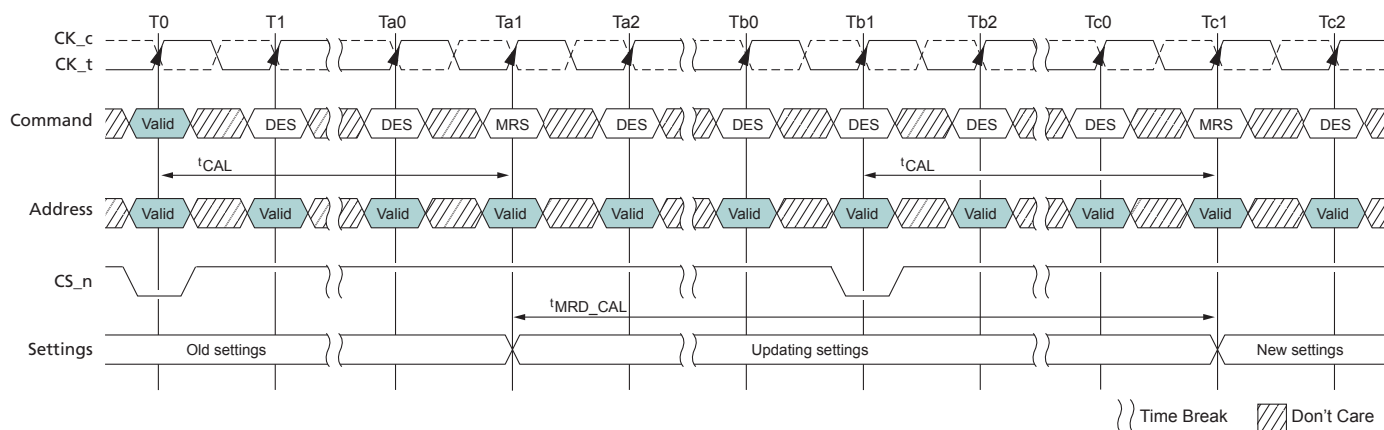 T0 T1 Ta0 Ta1 Ta2 Tb0 Tb1 Tb2 Tc0 Tc1 Tc2
CK_c
CK_t
Command Valid DES DES MRS DES DES DES DES DES MRS DES
tCAL tCAL
Address Valid Valid Valid Valid Valid Valid Valid Valid Valid Valid Valid
CS_n
tMRD_CAL
Settings Old settings Updating settings New settings
Time Break Don't Care